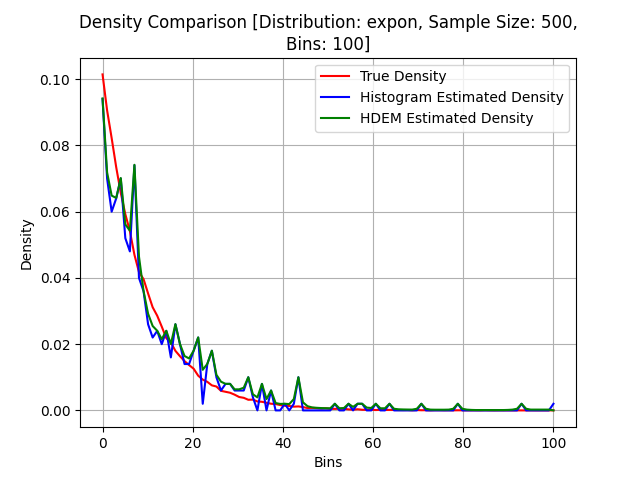 Density Comparison [Distribution: expon, Sample Size: 500,
Bins: 100]
True Density
Histogram Estimated Density
HDEM Estimated Density
0.10
0.08
0.06
0.04
0.02
0.00
Density
0
20
40
60
80
100
Bins